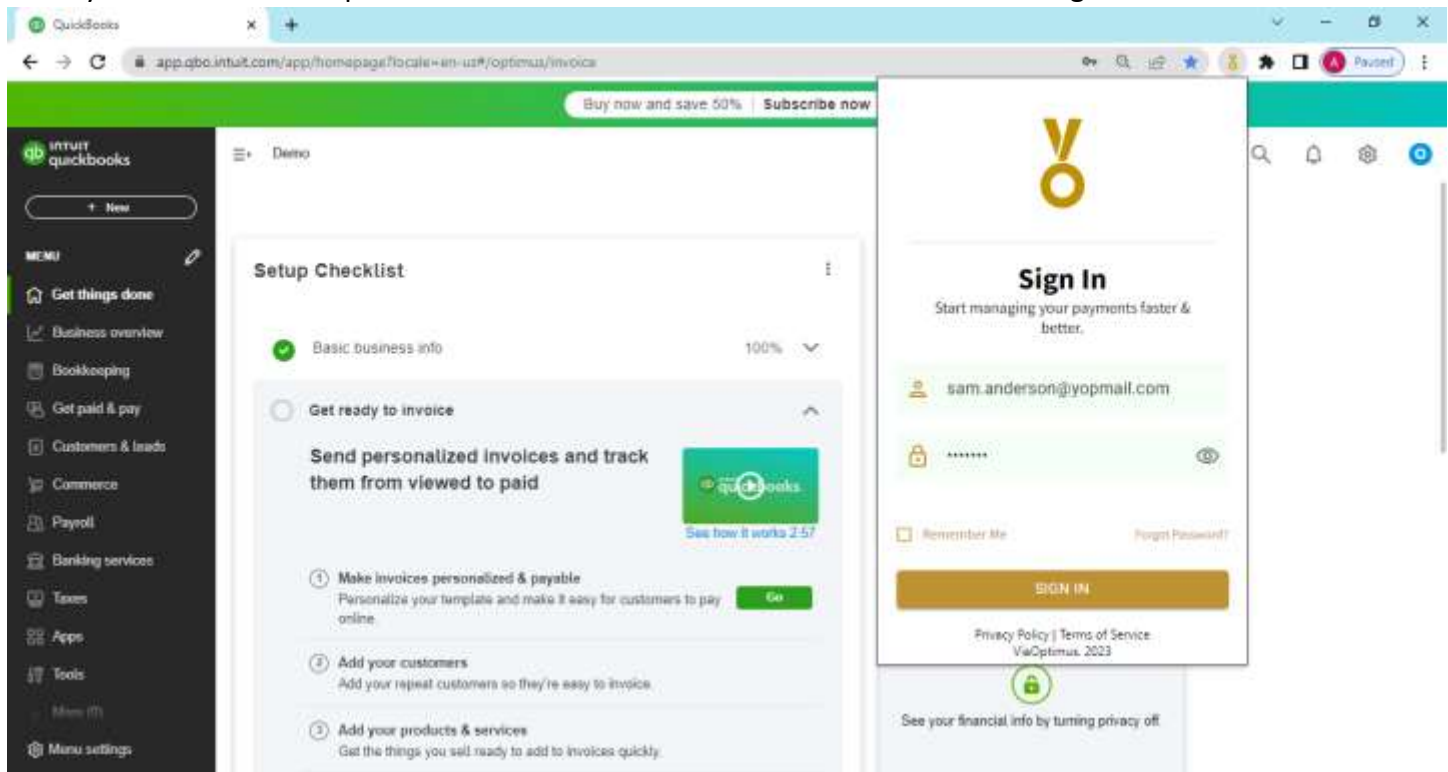 QuickBooks
app.qbo.intuit.com/app/homepage?locale=en-us#/optimus/invoice
Paused
Buy now and save 50% | Subscribe now
INTUIT
quickbooks
Demo
+ New
MENU
Get things done
Business overview
Bookkeeping
Get paid & pay
Customers & leads
Commerce
Payroll
Banking services
Taxes
Apps
Tools
Menu settings
Setup Checklist
Basic business info 100%
Get ready to invoice
Send personalized invoices and track
them from viewed to paid
quickbooks
See how it works 2:57
1 Make invoices personalized & payable
Personalize your template and make it easy for customers to pay
online.
Go
2 Add your customers
Add your repeat customers so they're easy to invoice.
3 Add your products & services
Get the things you sell ready to add to invoices quickly.
Sign In
Start managing your payments faster &
better.
sam.anderson@yopmail.com
Remember Me Forgot Password?
SIGN IN
Privacy Policy | Terms of Service
ViaOptimus. 2023
See your financial info by turning privacy off